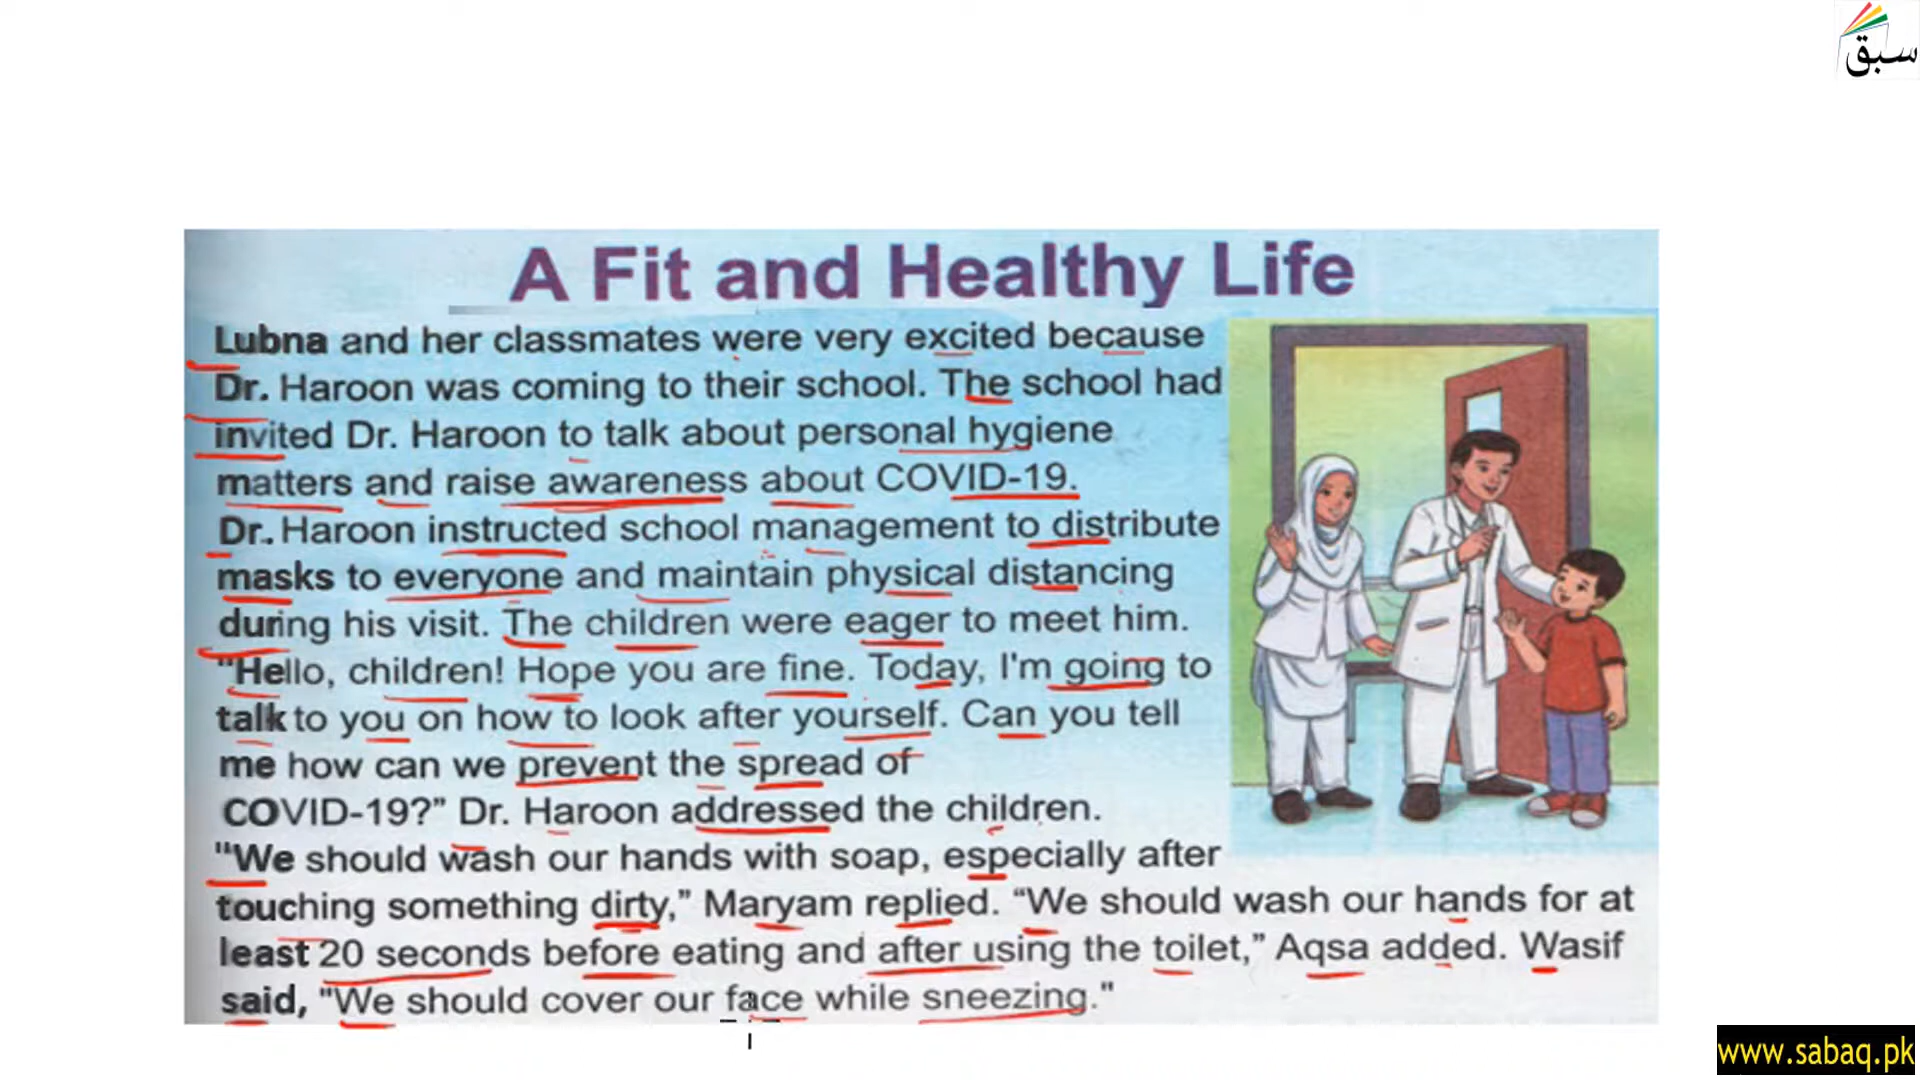 سبق
A Fit and Healthy Life
Lubna and her classmates were very excited because
Dr. Haroon was coming to their school. The school had
invited Dr. Haroon to talk about personal hygiene
matters and raise awareness about COVID-19.
Dr. Haroon instructed school management to distribute
masks to everyone and maintain physical distancing
during his visit. The children were eager to meet him.
"Hello, children! Hope you are fine. Today, I'm going to
talk to you on how to look after yourself. Can you tell
me how can we prevent the spread of
COVID-19?” Dr. Haroon addressed the children.
"We should wash our hands with soap, especially after
touching something dirty,” Maryam replied. “We should wash our hands for at
least 20 seconds before eating and after using the toilet,” Aqsa added. Wasif
said, "We should cover our face while sneezing."
www.sabaq.pk